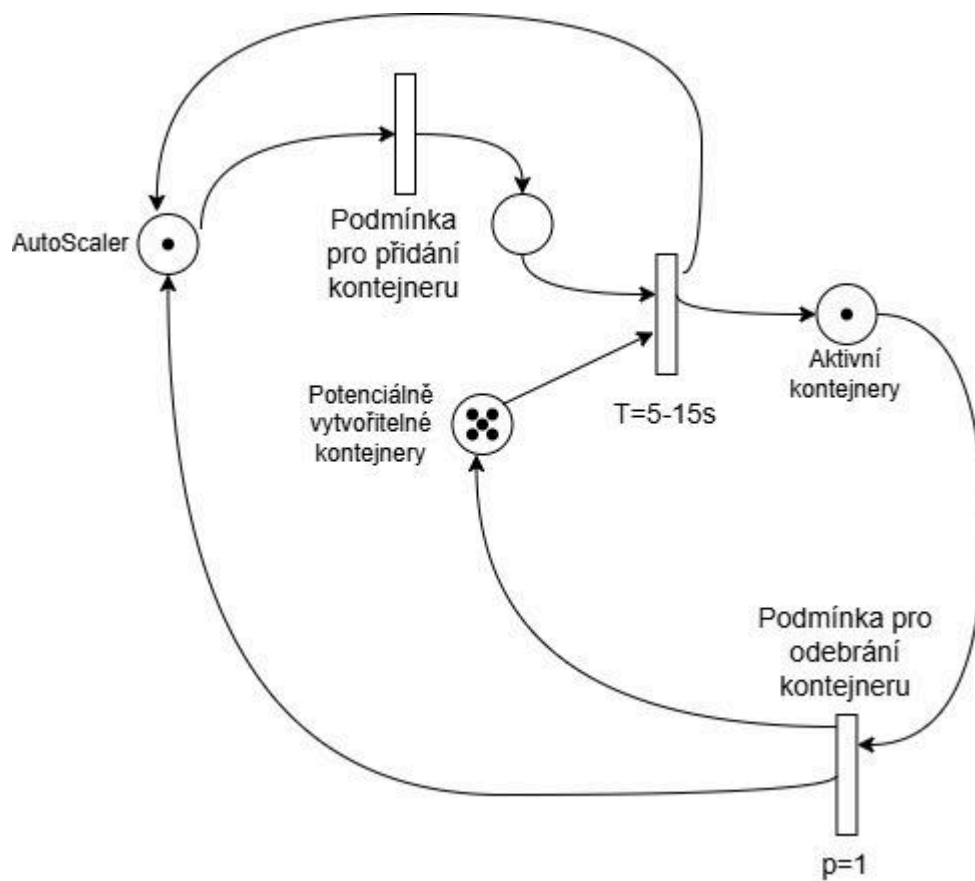 Podmínka
pro přidání
kontejneru
AutoScaler
Aktivní
kontejnery
Potenciálně
vytvořitelné
kontejnery
T=5-15s
Podmínka pro
odebrání
kontejneru
p=1